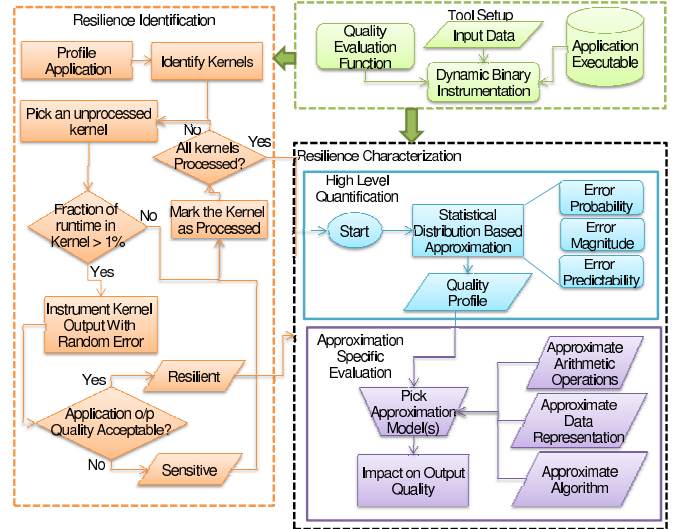 Resilience Identification
Profile
Application
Identify Kernels
Pick an unprocessed
kernel
No
Yes
All kernels
Processed?
Fraction of
runtime in
Kernel > 1%
No
Mark the Kernel
as Processed
Yes
Instrument Kernel
Output With
Random Error
Yes
Resilient
Application o/p
Quality Acceptable?
No
Sensitive
Tool Setup
Quality
Evaluation
Function
Input Data
Dynamic Binary
Instrumentation
Application
Executable
Resilience Characterization
High Level
Quantification
Start
Statistical
Distribution Based
Approximation
Error
Probability
Error
Magnitude
Error
Predictability
Quality
Profile
Approximation
Specific
Evaluation
Pick
Approximation
Model(s)
Impact on Output
Quality
Approximate
Arithmetic
Operations
Approximate
Data
Representation
Approximate
Algorithm